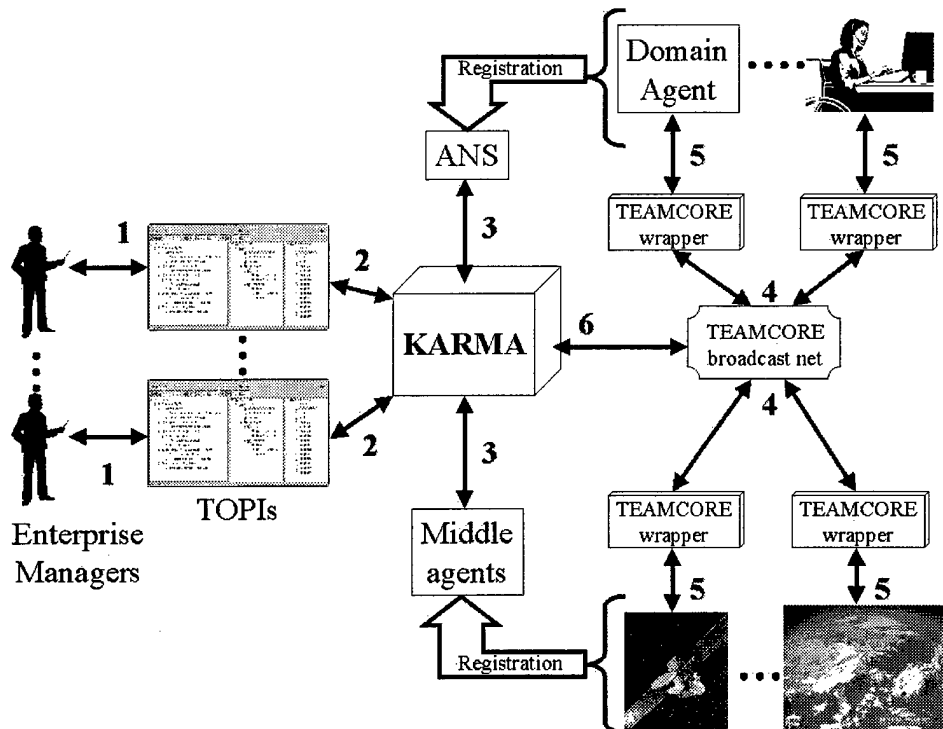 Registration
Domain
Agent
ANS
5
5
TEAMCORE
wrapper
TEAMCORE
wrapper
1
2
3
4
KARMA
6
TEAMCORE
broadcast net
4
1
2
3
TOPIs
Enterprise
Managers
Middle
agents
TEAMCORE
wrapper
TEAMCORE
wrapper
5
5
Registration